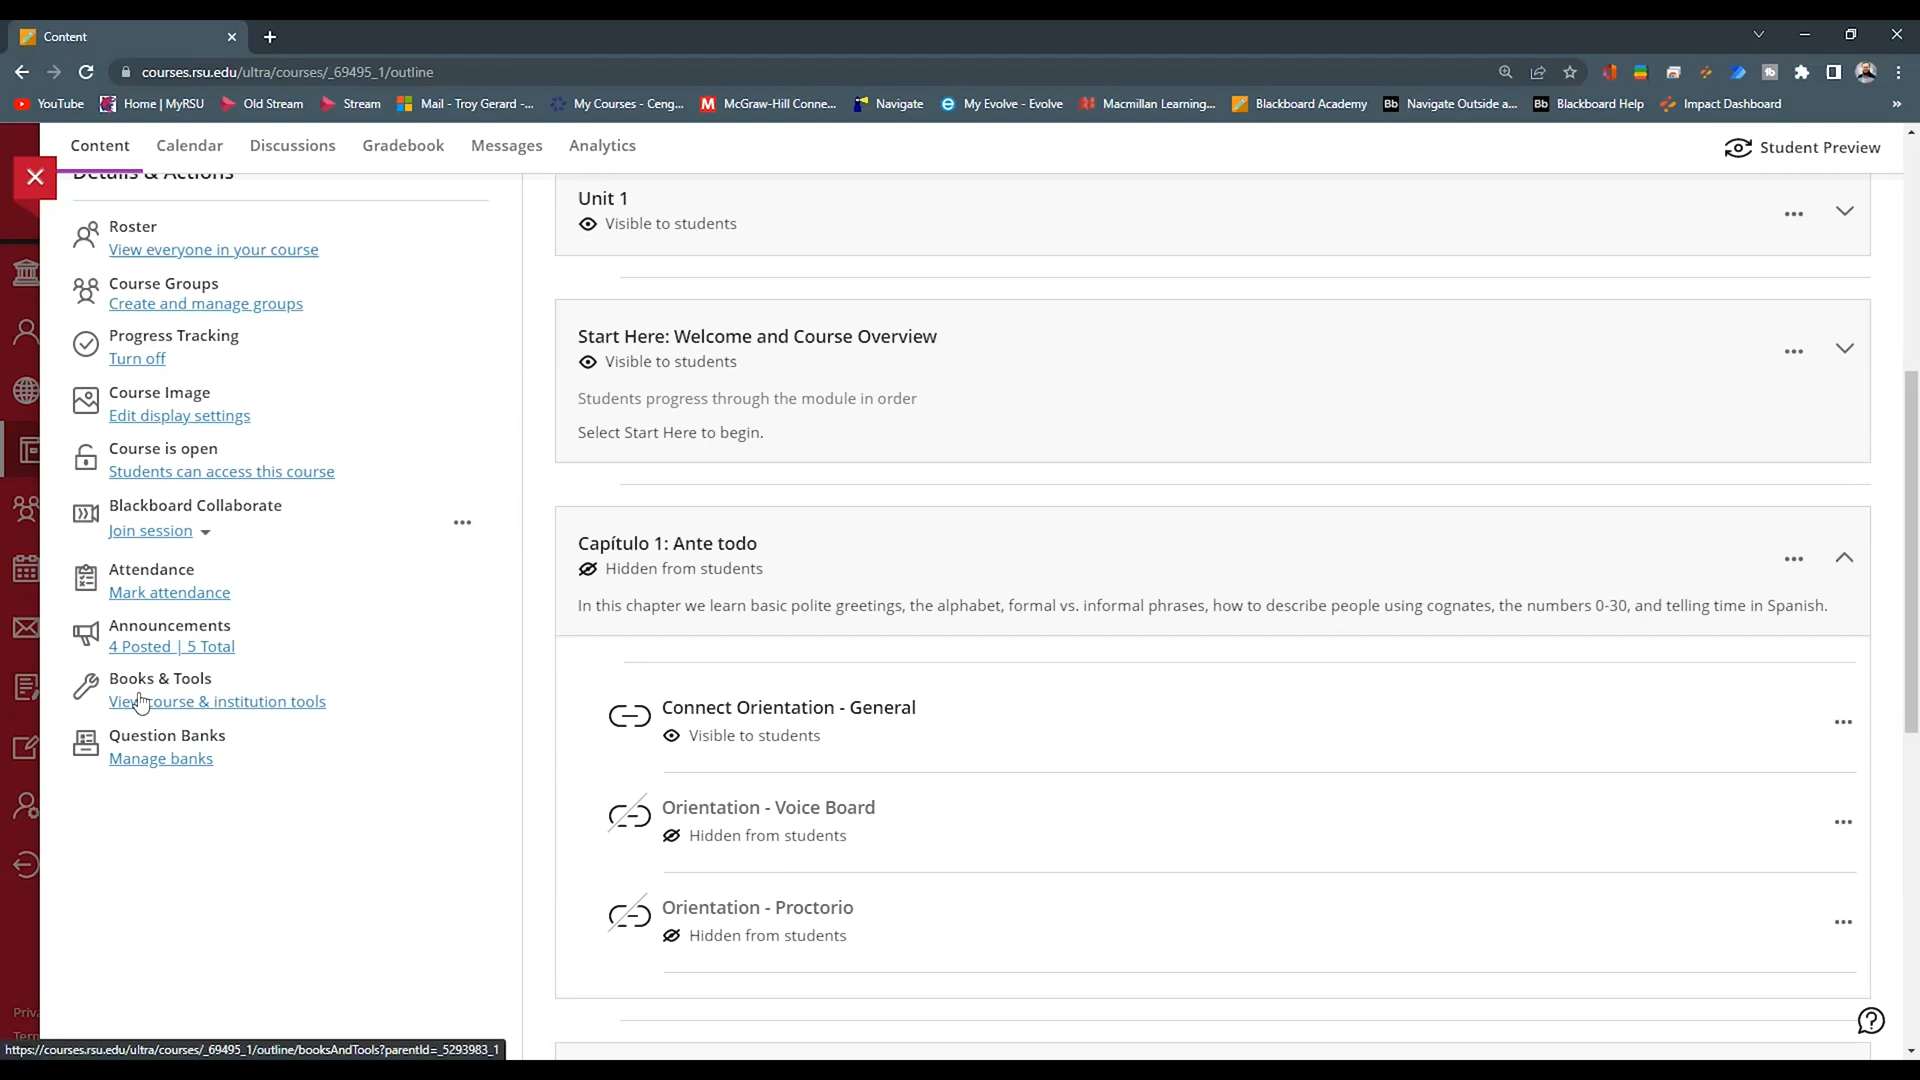 Content
courses.rsu.edu/ultra/courses/_69495_1/outline
YouTube
Home | MyRSU
Old Stream
Stream
Mail - Troy Gerard -...
My Courses - Ceng...
McGraw-Hill Conne...
Navigate
My Evolve - Evolve
Macmillan Learning...
Blackboard Academy
Navigate Outside a...
Blackboard Help
Impact Dashboard
Content
Calendar
Discussions
Gradebook
Messages
Analytics
Student Preview
Details & Actions
Roster
View everyone in your course
Course Groups
Create and manage groups
Progress Tracking
Turn off
Course Image
Edit display settings
Course is open
Students can access this course
Blackboard Collaborate
Join session
Attendance
Mark attendance
Announcements
4 Posted | 5 Total
Books & Tools
View course & institution tools
Question Banks
Manage banks
Unit 1
Visible to students
Start Here: Welcome and Course Overview
Visible to students
Students progress through the module in order
Select Start Here to begin.
Capítulo 1: Ante todo
Hidden from students
In this chapter we learn basic polite greetings, the alphabet, formal vs. informal phrases, how to describe people using cognates, the numbers 0-30, and telling time in Spanish.
Connect Orientation - General
Visible to students
Orientation - Voice Board
Hidden from students
Orientation - Proctorio
Hidden from students
Priva
Term
https://courses.rsu.edu/ultra/courses/_69495_1/outline/booksAndTools?parentId=_5293983_1